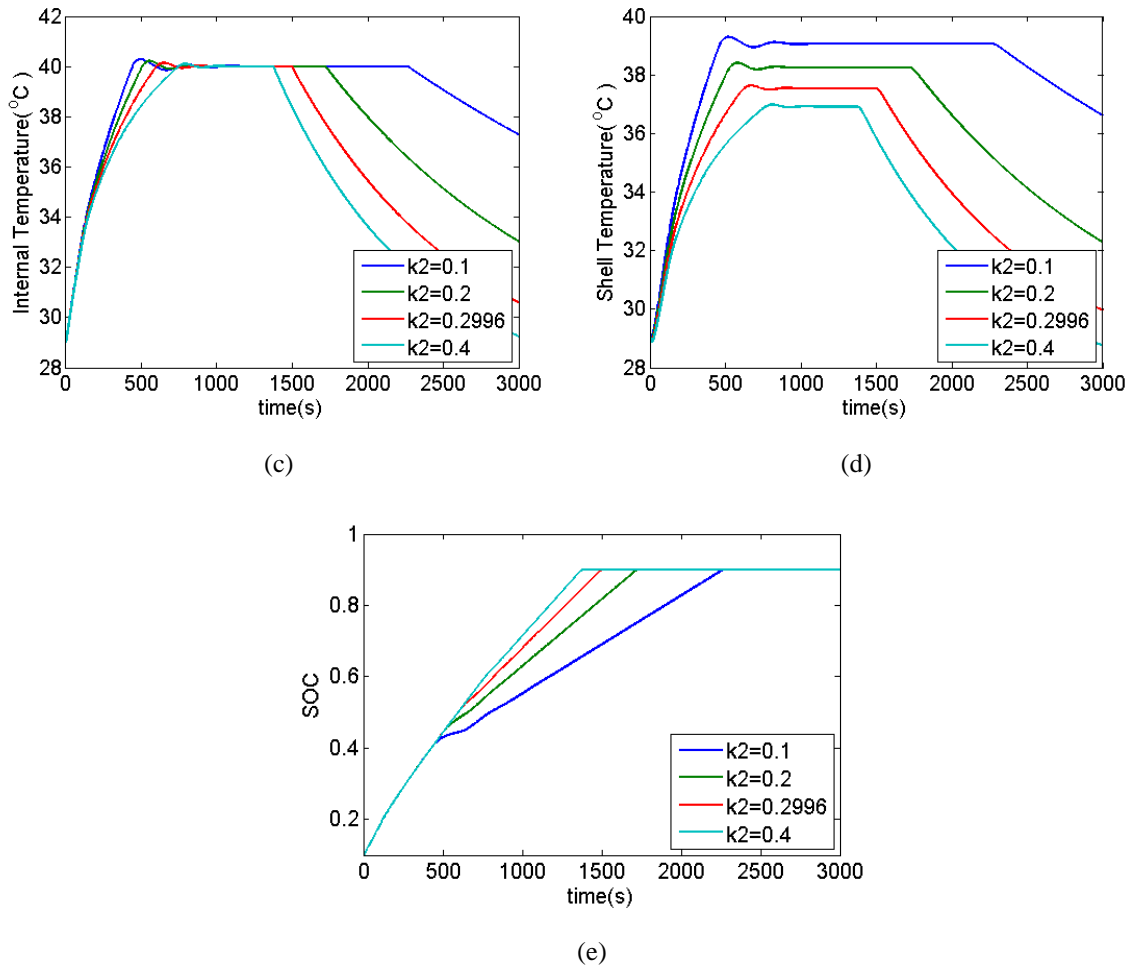 42
40
38
36
34
32
30
28
Internal Temperature(°C )
0
500
1000
1500
2000
2500
3000
time(s)
k2=0.1
k2=0.2
k2=0.2996
k2=0.4
(c)
40
38
36
34
32
30
28
Shell Temperature( °C )
0
500
1000
1500
2000
2500
3000
time(s)
k2=0.1
k2=0.2
k2=0.2996
k2=0.4
(d)
1
0.8
0.6
0.4
0.2
SOC
0
500
1000
1500
2000
2500
3000
time(s)
k2=0.1
k2=0.2
k2=0.2996
k2=0.4
(e)